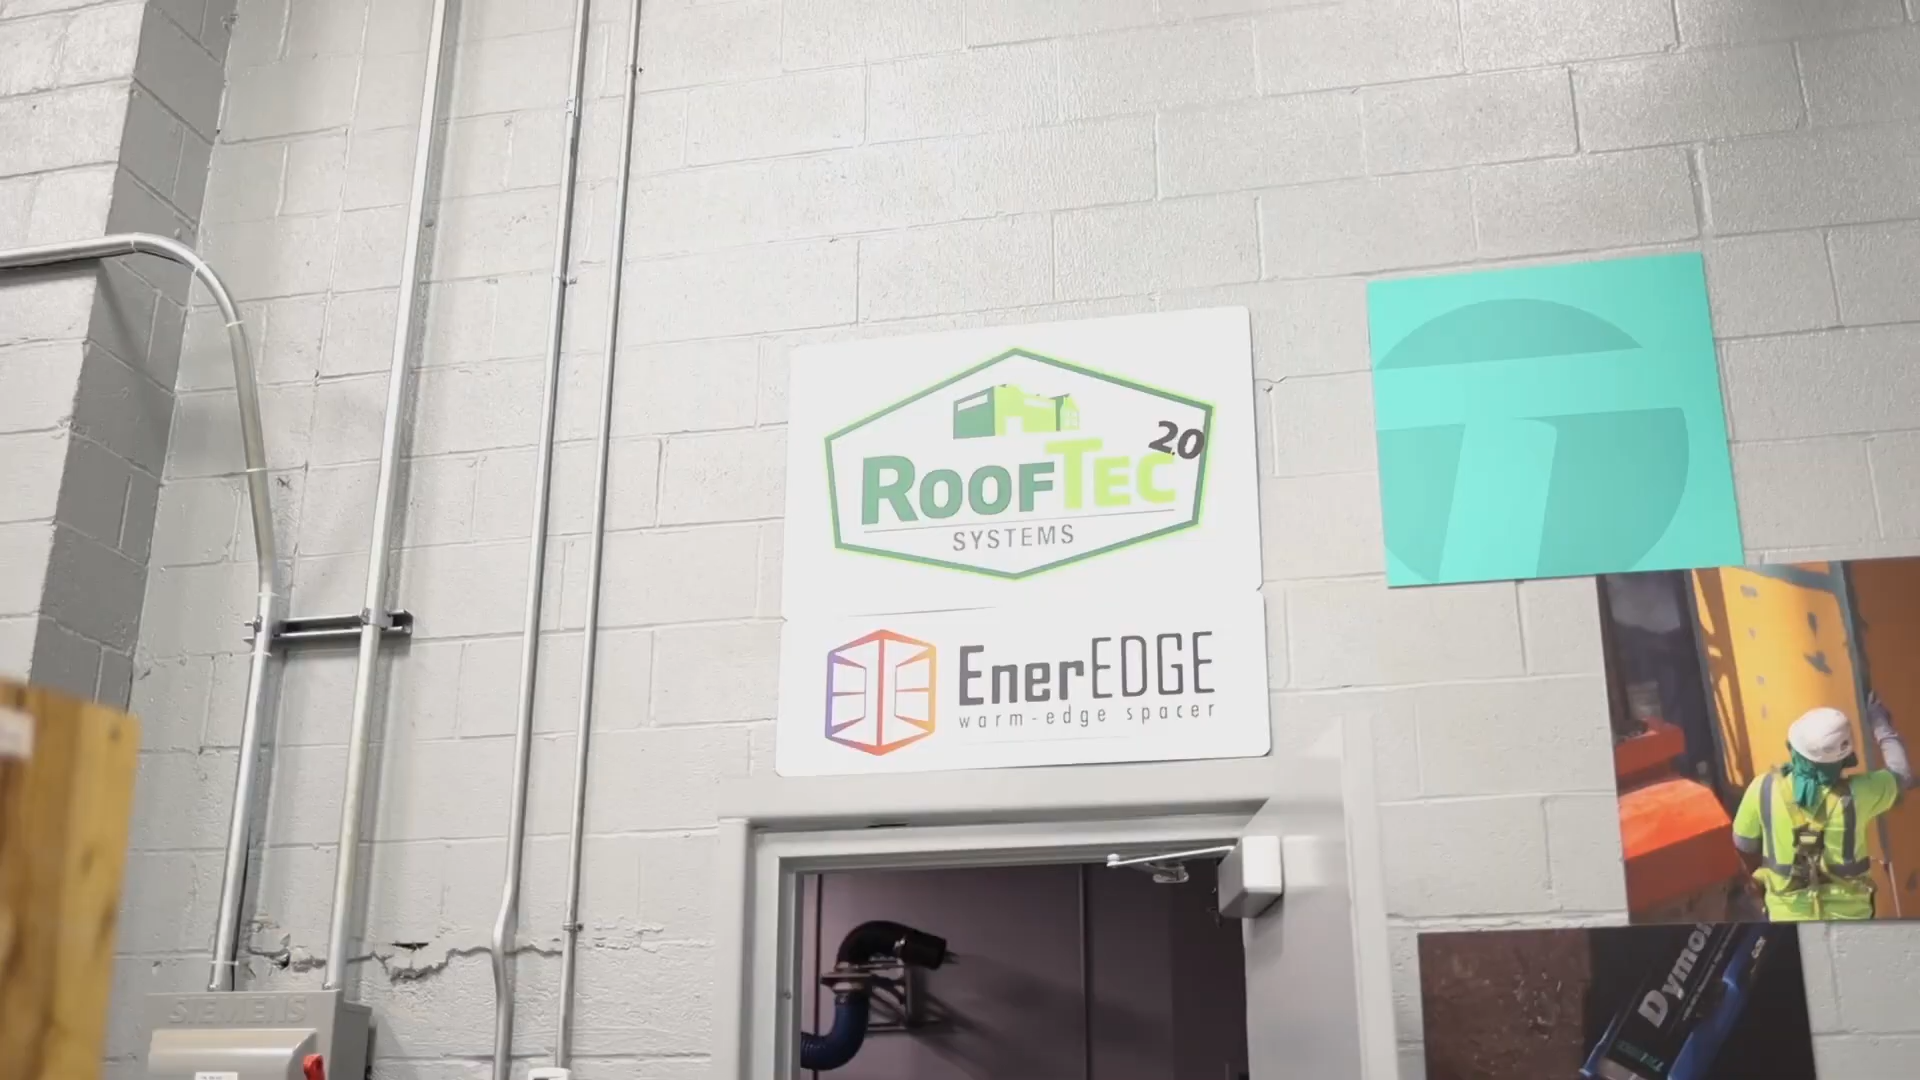 2.0
ROOFTEC
SYSTEMS
EnerEDGE
warm-edge spacer
SIEMENS